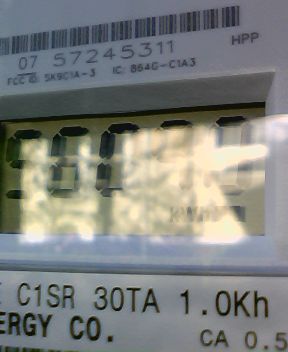 07 57245311
HPP
FCC ID: SK9C1A-3 IC: 864G-C1A3
C1SR 30TA 1.0Kh
ERGY CO.
CA 0.5